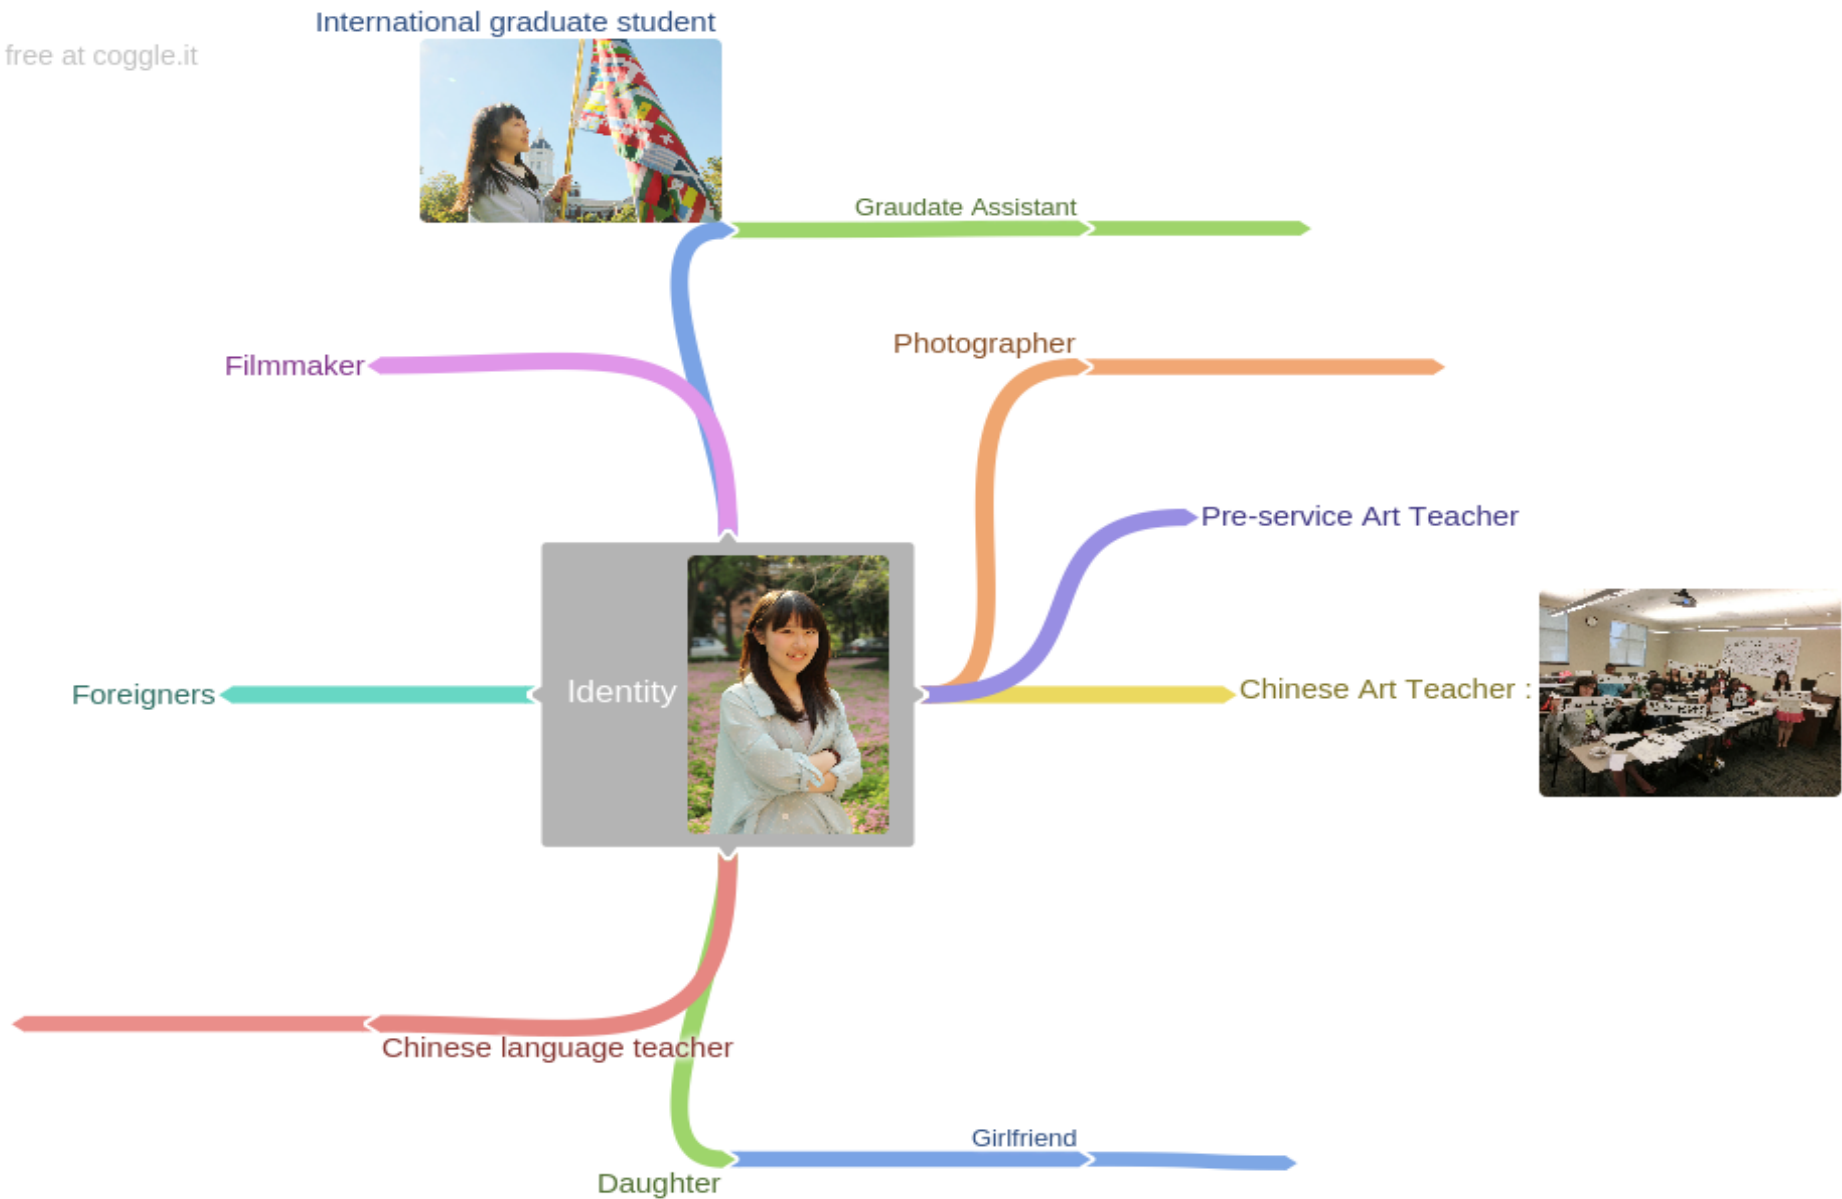 International graduate student
free at coggle.it
Graudate Assistant
Photographer
Filmmaker
Pre-service Art Teacher
Identity
Foreigners
Chinese Art Teacher :
Chinese language teacher
Girlfriend
Daughter